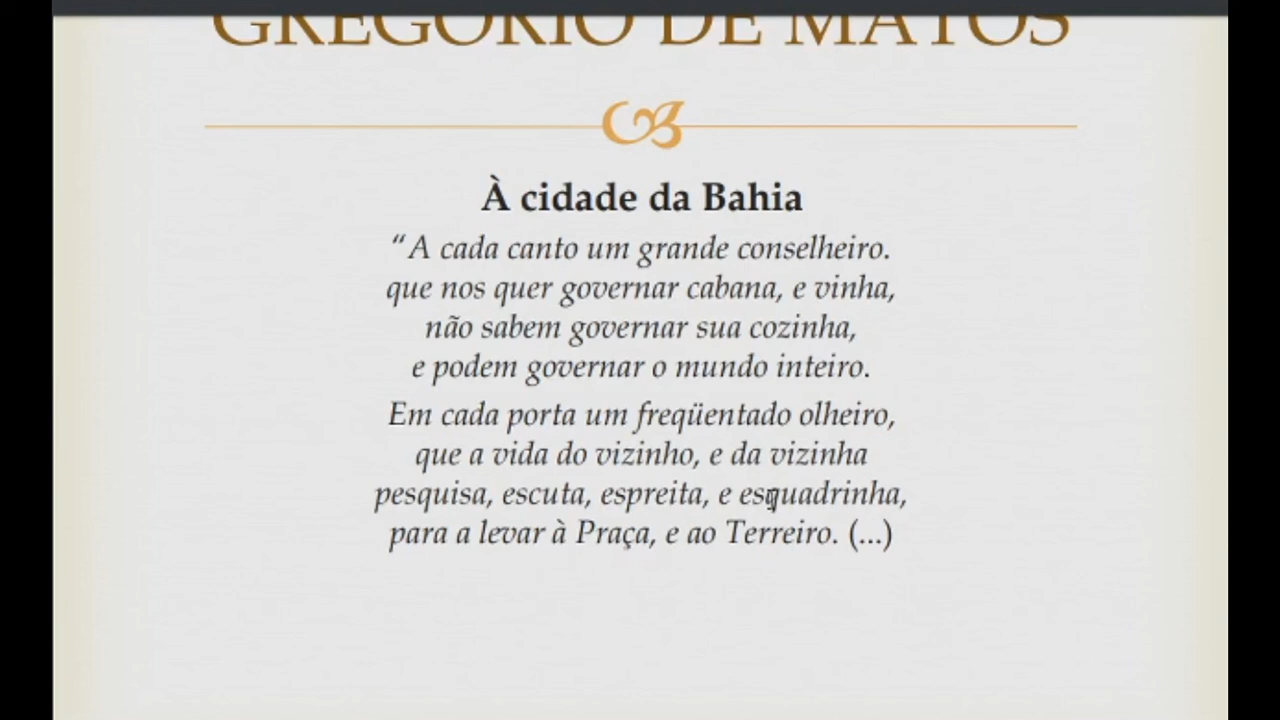 GREGÓRIO DE MATOS
À cidade da Bahia
“A cada canto um grande conselheiro.
que nos quer governar cabana, e vinha,
não sabem governar sua cozinha,
e podem governar o mundo inteiro.
Em cada porta um freqüentado olheiro,
que a vida do vizinho, e da vizinha
pesquisa, escuta, espreita, e esquadrinha,
para a levar à Praça, e ao Terreiro. (...)